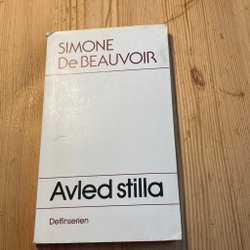 SIMONE
De BEAUVOIR
Avled stilla
Delfinserien